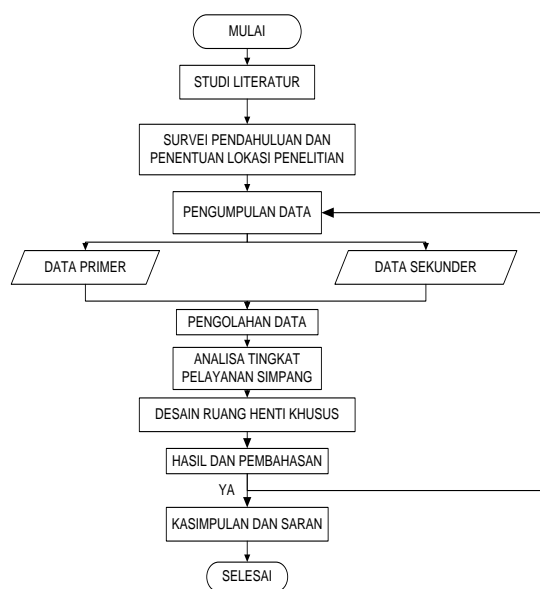 MULAI
STUDI LITERATUR
SURVEI PENDAHULUAN DAN
PENENTUAN LOKASI PENELITIAN
PENGUMPULAN DATA
DATA PRIMER
DATA SEKUNDER
PENGOLAHAN DATA
ANALISA TINGKAT
PELAYANAN SIMPANG
DESAIN RUANG HENTI KHUSUS
HASIL DAN PEMBAHASAN
YA
KASIMPULAN DAN SARAN
SELESAI